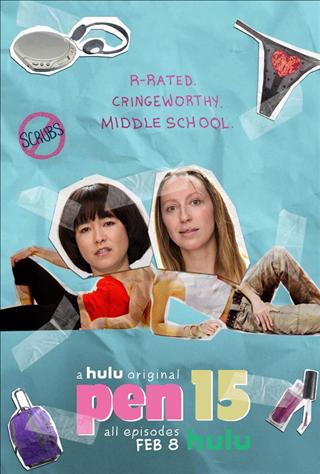 R-RATED.
CRINGEWORTHY.
MIDDLE SCHOOL.
SCRUBS
a hulu original
pen15
all episodes
FEB 8 hulu